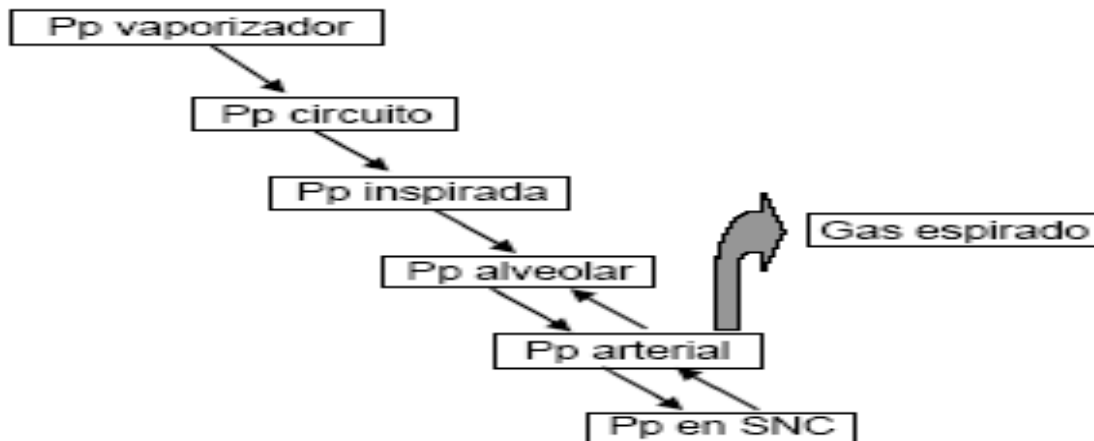 Pp vaporizador
Pp circuito
Pp inspirada
Gas espirado
Pp alveolar
Pp arterial
Pp en SNC